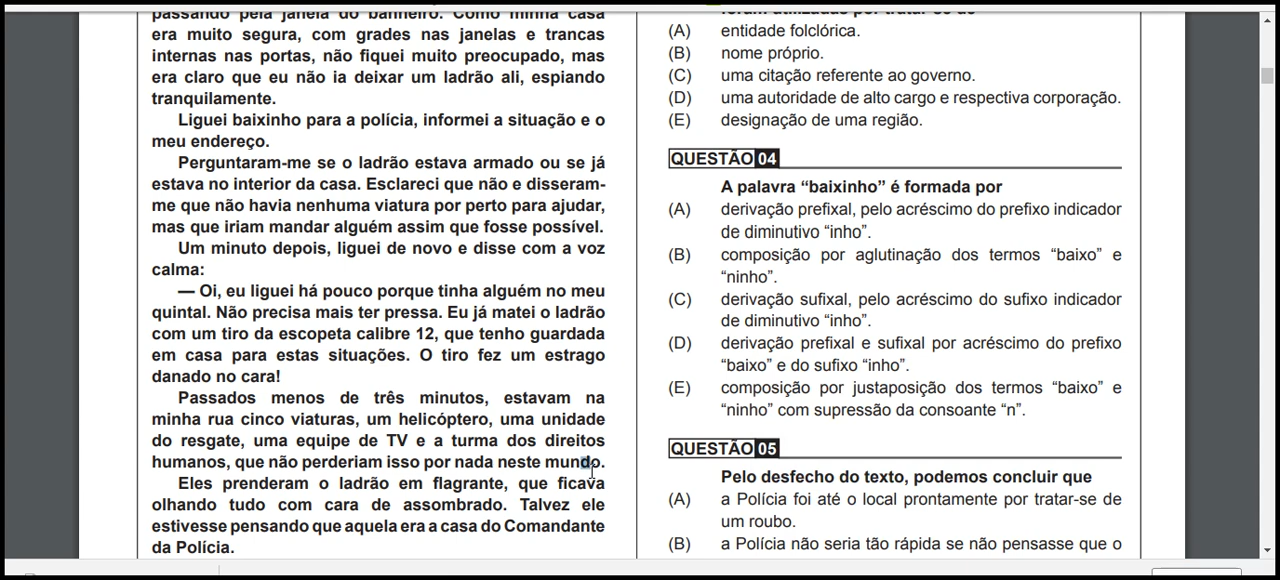 passando pela janela do banheiro. Como minha casa
era muito segura, com grades nas janelas e trancas
internas nas portas, não fiquei muito preocupado, mas
era claro que eu não ia deixar um ladrão ali, espiando
tranquilamente.
Liguei baixinho para a polícia, informei a situação e o
meu endereço.
Perguntaram-me se o ladrão estava armado ou se já
estava no interior da casa. Esclareci que não e disseram-
me que não havia nenhuma viatura por perto para ajudar,
mas que iriam mandar alguém assim que fosse possível.
Um minuto depois, liguei de novo e disse com a voz
calma:
— Oi, eu liguei há pouco porque tinha alguém no meu
quintal. Não precisa mais ter pressa. Eu já matei o ladrão
com um tiro da escopeta calibre 12, que tenho guardada
em casa para estas situações. O tiro fez um estrago
danado no cara!
Passados menos de três minutos, estavam na
minha rua cinco viaturas, um helicóptero, uma unidade
do resgate, uma equipe de TV e a turma dos direitos
humanos, que não perderiam isso por nada neste mundo.
Eles prenderam o ladrão em flagrante, que ficava
olhando tudo com cara de assombrado. Talvez ele
estivesse pensando que aquela era a casa do Comandante
da Polícia.
foram utilizadas por tratar-se de
(A) entidade folclórica.
(B) nome próprio.
(C) uma citação referente ao governo.
(D) uma autoridade de alto cargo e respectiva corporação.
(E) designação de uma região.
QUESTÃO 04
A palavra “baixinho” é formada por
(A) derivação prefixal, pelo acréscimo do prefixo indicador
de diminutivo “inho”.
(B) composição por aglutinação dos termos “baixo” e
“ninho”.
(C) derivação sufixal, pelo acréscimo do sufixo indicador
de diminutivo “inho”.
(D) derivação prefixal e sufixal por acréscimo do prefixo
“baixo” e do sufixo “inho”.
(E) composição por justaposição dos termos “baixo” e
“ninho” com supressão da consoante “n”.
QUESTÃO 05
Pelo desfecho do texto, podemos concluir que
(A) a Polícia foi até o local prontamente por tratar-se de
um roubo.
(B) a Polícia não seria tão rápida se não pensasse que o